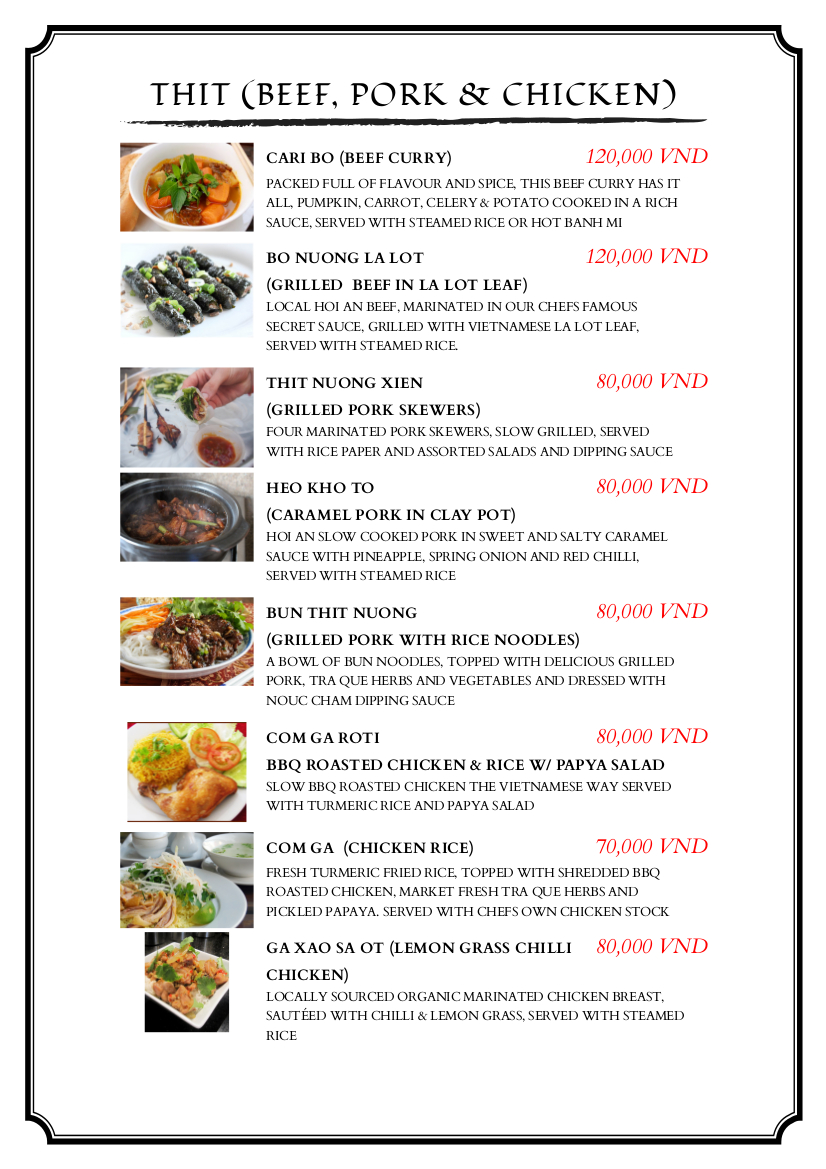 THIT (BEEF, PORK & CHICKEN)
CARI BO (BEEF CURRY) 120,000 VND
PACKED FULL OF FLAVOUR AND SPICE, THIS BEEF CURRY HAS IT
ALL, PUMPKIN, CARROT, CELERY & POTATO COOKED IN A RICH
SAUCE, SERVED WITH STEAMED RICE OR HOT BANH MI
BO NUONG LA LOT 120,000 VND
(GRILLED BEEF IN LA LOT LEAF)
LOCAL HOI AN BEEF, MARINATED IN OUR CHEFS FAMOUS
SECRET SAUCE, GRILLED WITH VIETNAMESE LA LOT LEAF,
SERVED WITH STEAMED RICE.
THIT NUONG XIEN 80,000 VND
(GRILLED PORK SKEWERS)
FOUR MARINATED PORK SKEWERS, SLOW GRILLED, SERVED
WITH RICE PAPER AND ASSORTED SALADS AND DIPPING SAUCE
HEO KHO TO 80,000 VND
(CARAMEL PORK IN CLAY POT)
HOI AN SLOW COOKED PORK IN SWEET AND SALTY CARAMEL
SAUCE WITH PINEAPPLE, SPRING ONION AND RED CHILLI,
SERVED WITH STEAMED RICE
BUN THIT NUONG 80,000 VND
(GRILLED PORK WITH RICE NOODLES)
A BOWL OF BUN NOODLES, TOPPED WITH DELICIOUS GRILLED
PORK, TRA QUE HERBS AND VEGETABLES AND DRESSED WITH
NOUC CHAM DIPPING SAUCE
COM GA ROTI 80,000 VND
BBQ ROASTED CHICKEN & RICE W/ PAPYA SALAD
SLOW BBQ ROASTED CHICKEN THE VIETNAMESE WAY SERVED
WITH TURMERIC RICE AND PAPYA SALAD
COM GA (CHICKEN RICE) 70,000 VND
FRESH TURMERIC FRIED RICE, TOPPED WITH SHREDDED BBQ
ROASTED CHICKEN, MARKET FRESH TRA QUE HERBS AND
PICKLED PAPAYA. SERVED WITH CHEFS OWN CHICKEN STOCK
GA XAO SA OT (LEMON GRASS CHILLI 80,000 VND
CHICKEN)
LOCALLY SOURCED ORGANIC MARINATED CHICKEN BREAST,
SAUTÉED WITH CHILLI & LEMON GRASS, SERVED WITH STEAMED
RICE